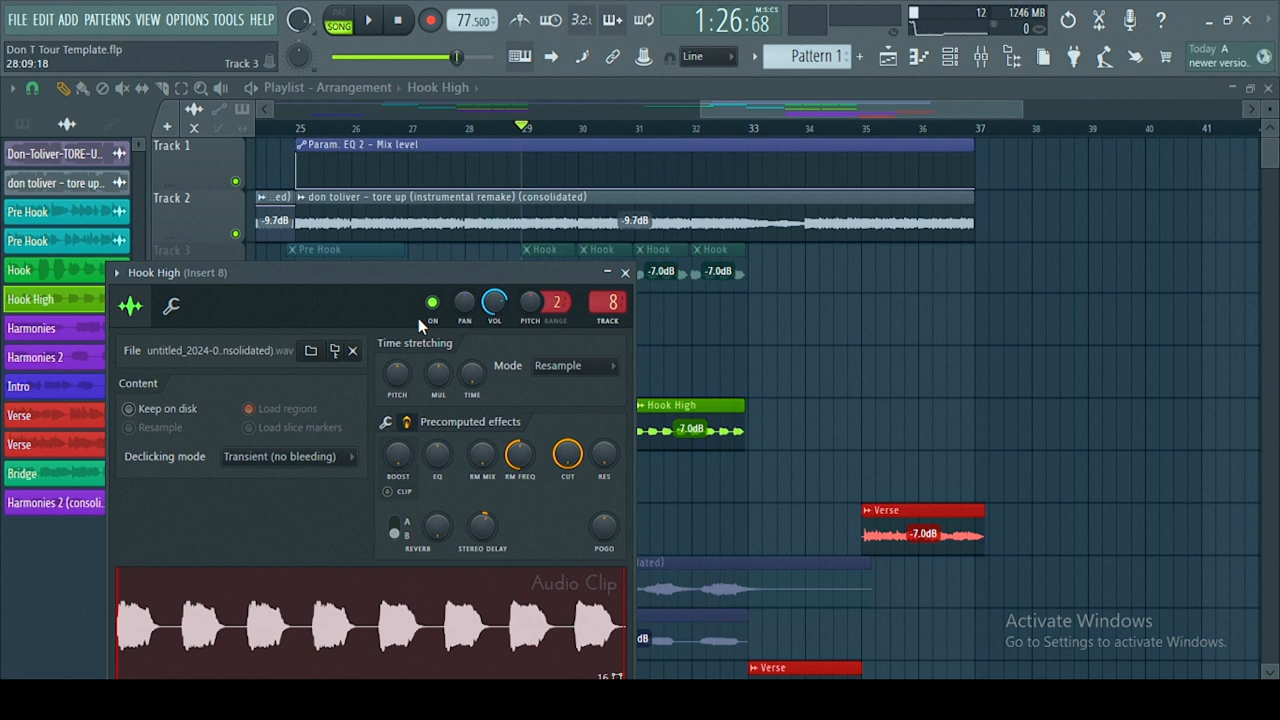 FILE EDIT ADD PATTERNS VIEW OPTIONS TOOLS HELP
PAT
SONG
77.500
3.2
1:26:68
M:S:CS
12
1246 MB
0
Don T Tour Template.flp
28:09:18
Track 3
Line
Pattern 1
Today A
newer versio..
Playlist - Arrangement
Hook High
25 26 27 28 29 30 31 32 33 34 35 36 37 38 39 40 41
Don-Toliver-TORE-U..
don toliver - tore up..
Pre Hook
Pre Hook
Hook
Hook High
Harmonies
Harmonies 2
Intro
Verse
Verse
Bridge
Harmonies 2 (consoli..
Track 1
Param. EQ 2 - Mix level
Track 2
..ed)
don toliver - tore up (instrumental remake) (consolidated)
-9.7dB
-9.7dB
Track 3
Pre Hook
Hook
Hook
Hook
Hook
-7.0dB
-7.0dB
Hook High (Insert 8)
ON
PAN
VOL
PITCH
RANGE
2
8
TRACK
File untitled_2024-0..nsolidated).wav
Time stretching
PITCH
MUL
TIME
Mode
Resample
Content
Keep on disk
Load regions
Resample
Load slice markers
Declicking mode
Transient (no bleeding)
Precomputed effects
BOOST
EQ
RM MIX
RM FREQ
CUT
RES
CLIP
A
B
REVERB
STEREO DELAY
POGO
Audio Clip
16
Hook High
-7.0dB
Verse
-7.0dB
lated)
dB
Verse
Activate Windows
Go to Settings to activate Windows.